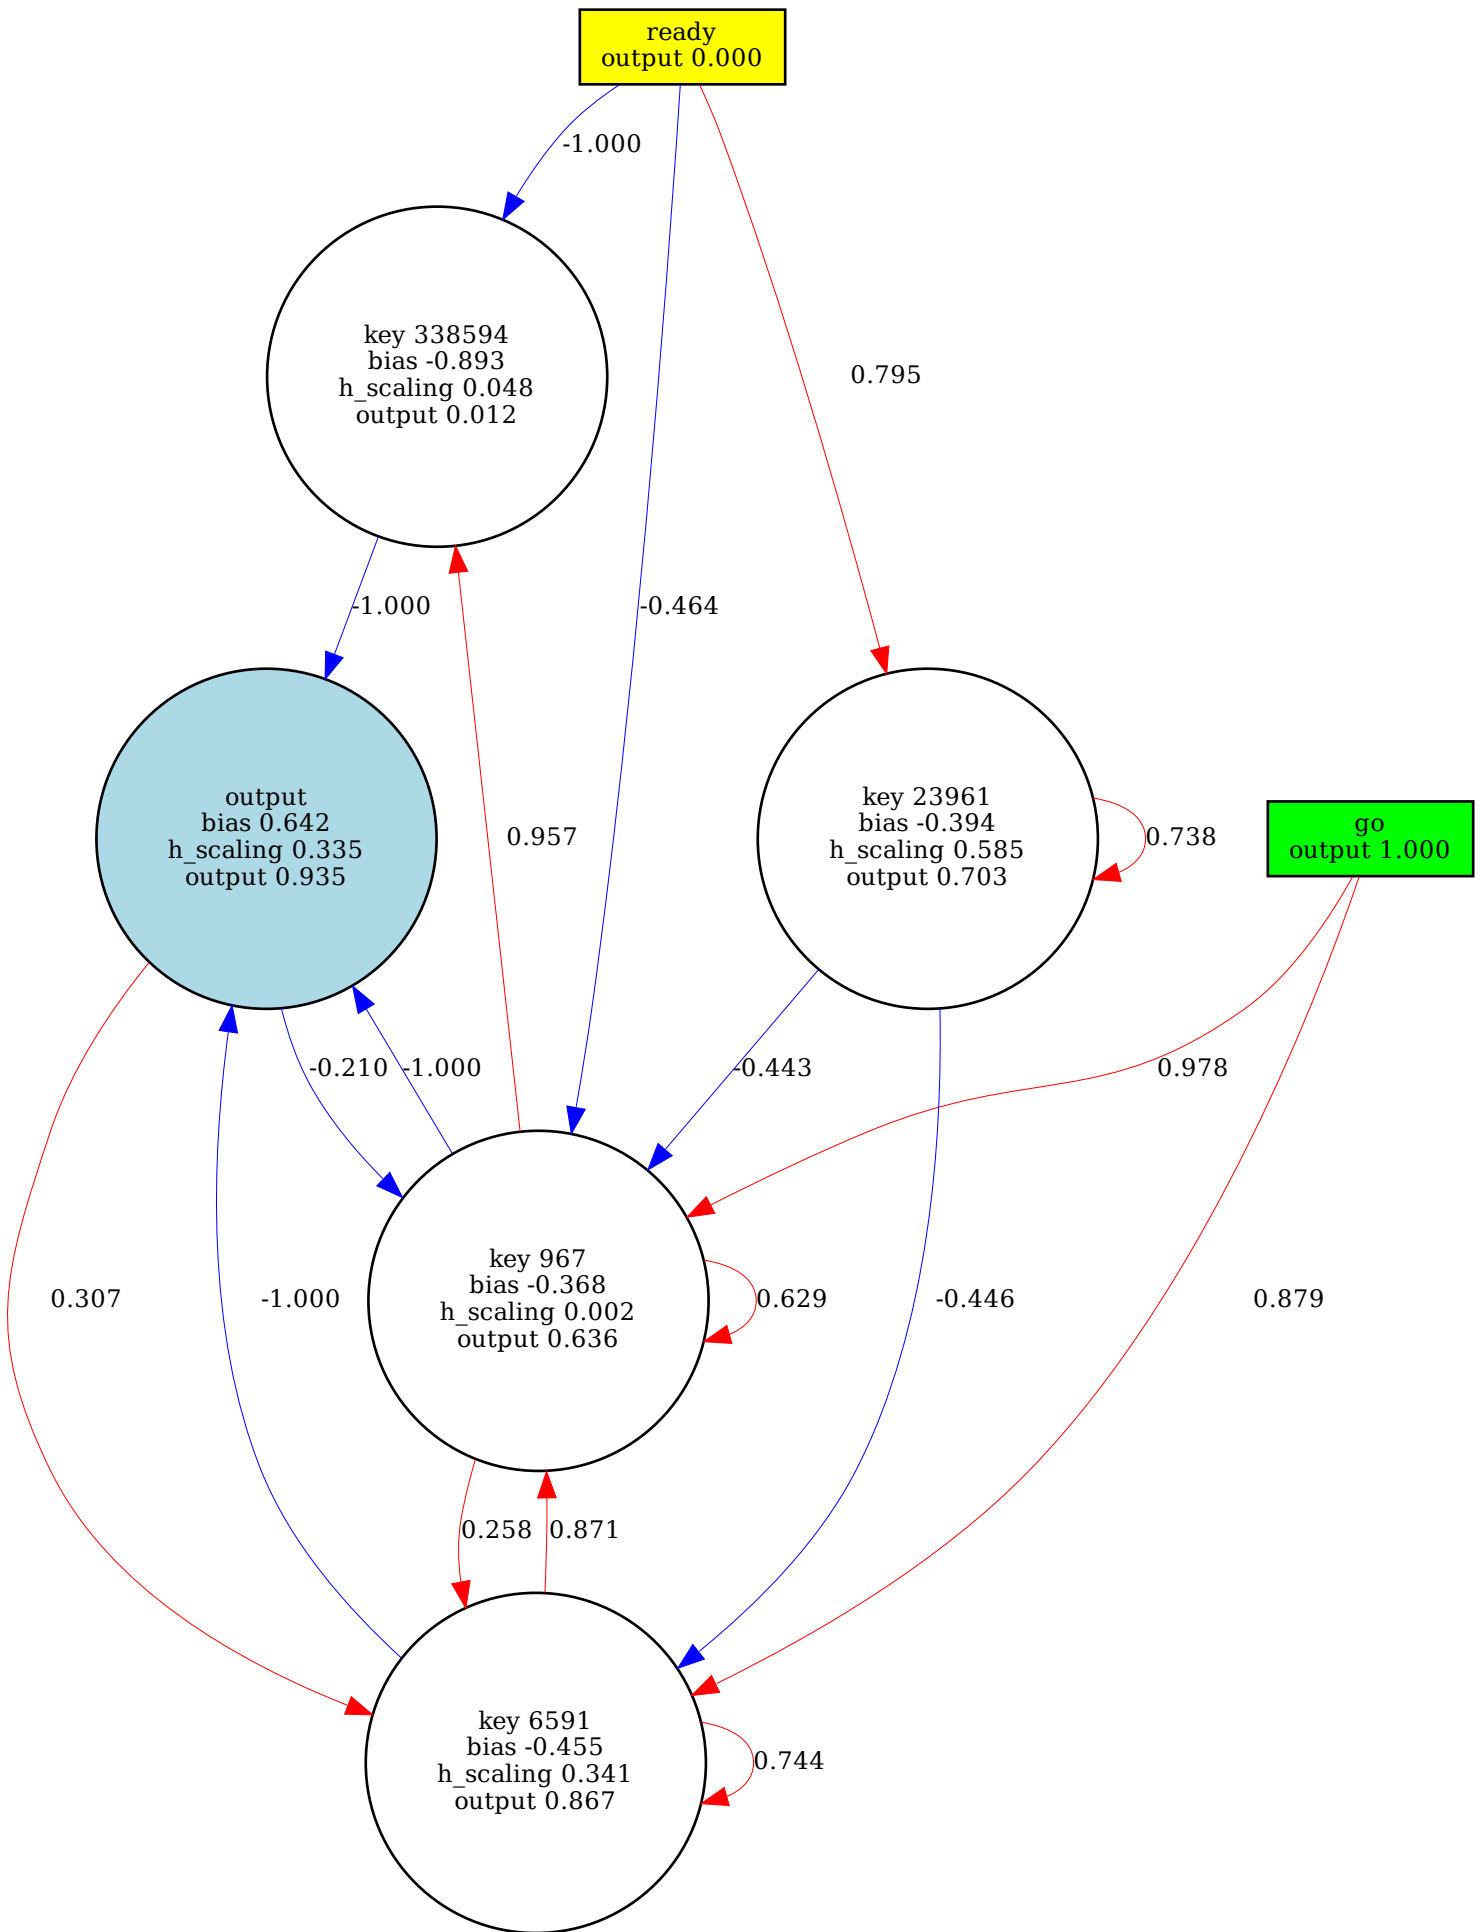 ready
output 0.000
-1.000
key 338594
bias -0.893
h_scaling 0.048
output 0.012
0.795
-1.000
-0.464
output
bias 0.642
h_scaling 0.335
output 0.935
0.957
key 23961
bias -0.394
h_scaling 0.585
output 0.703
0.738
go
output 1.000
-0.210
-1.000
-0.443
0.978
0.307
-1.000
key 967
bias -0.368
h_scaling 0.002
output 0.636
0.629
-0.446
0.879
0.258
0.871
key 6591
bias -0.455
h_scaling 0.341
output 0.867
0.744